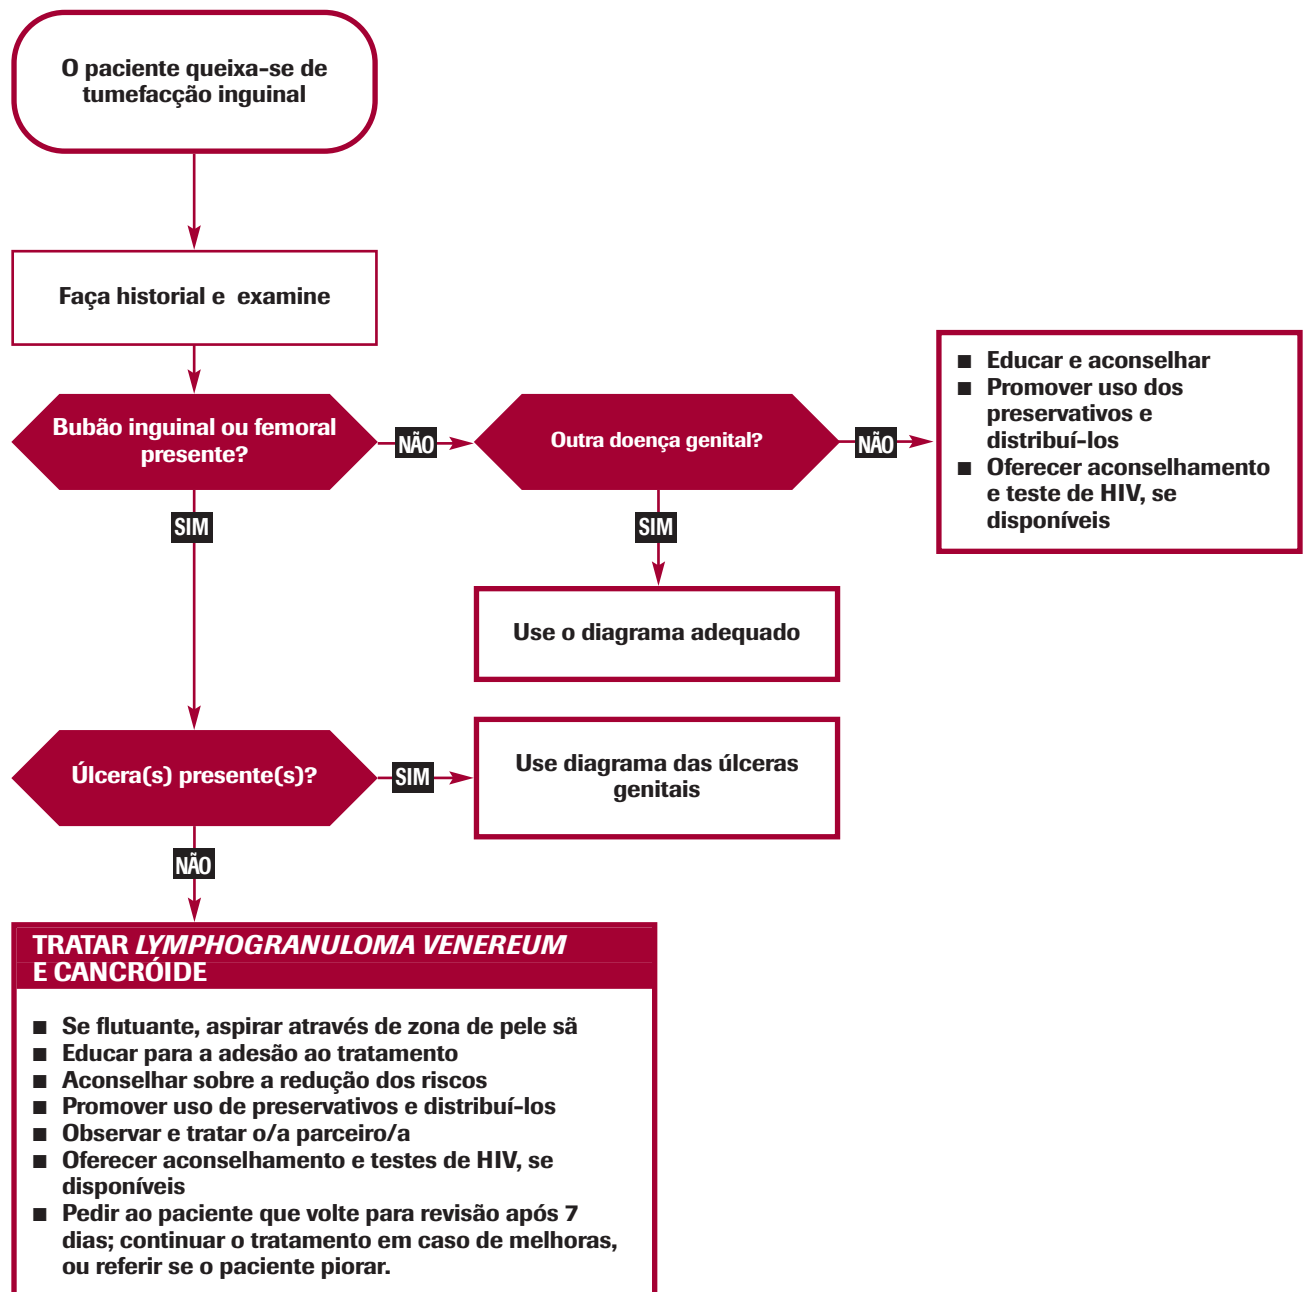 O paciente queixa-se de
tumefacção inguinal
Faça historial e examine
Bubão inguinal ou femoral
presente?
NÃO
Outra doença genital?
NÃO
■ Educar e aconselhar
■ Promover uso dos
preservativos e
distribuí-los
■ Oferecer aconselhamento
e teste de HIV, se
disponíveis
SIM
SIM
Use o diagrama adequado
Úlcera(s) presente(s)?
SIM
Use diagrama das úlceras
genitais
NÃO
TRATAR LYMPHOGRANULOMA VENEREUM
E CANCRÓIDE
■ Se flutuante, aspirar através de zona de pele sã
■ Educar para a adesão ao tratamento
■ Aconselhar sobre a redução dos riscos
■ Promover uso de preservativos e distribuí-los
■ Observar e tratar o/a parceiro/a
■ Oferecer aconselhamento e testes de HIV, se
disponíveis
■ Pedir ao paciente que volte para revisão após 7
dias; continuar o tratamento em caso de melhoras,
ou referir se o paciente piorar.